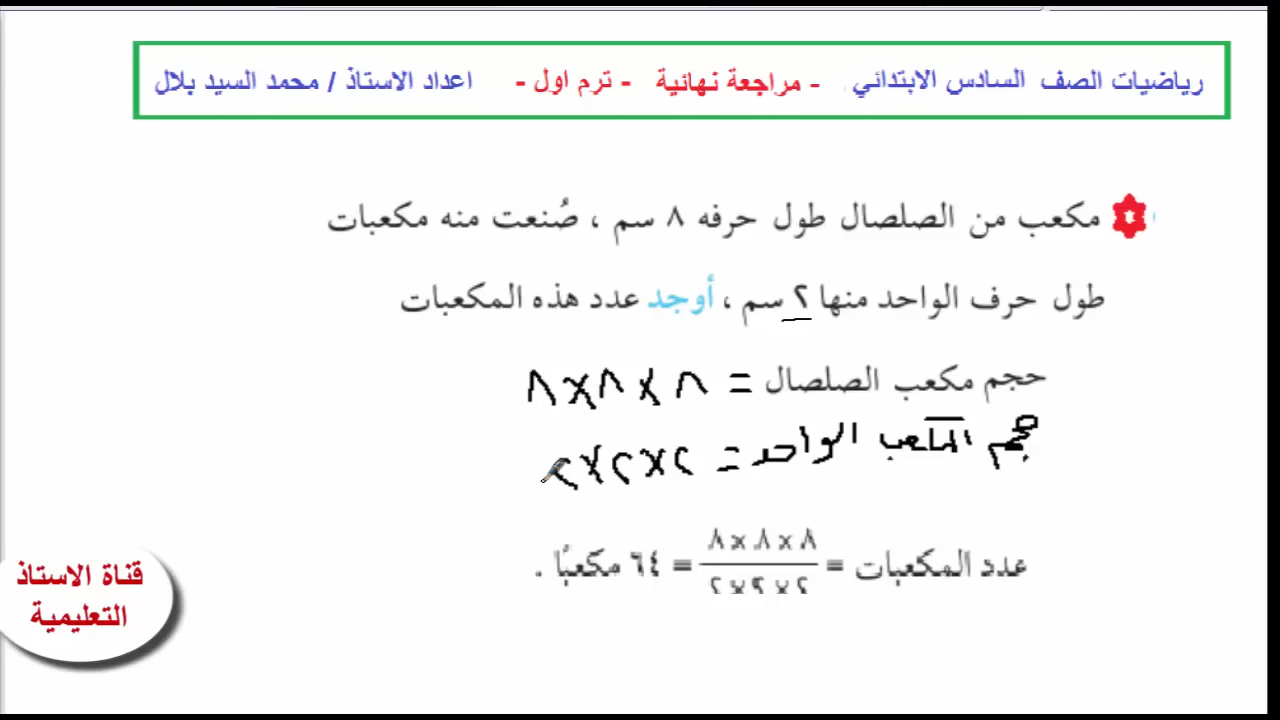 رياضيات الصف السادس الابتدائي - مراجعة نهائية - ترم اول - اعداد الاستاذ / محمد السيد بلال
مكعب من الصلصال طول حرفه ٨ سم ، صُنعت منه مكعبات
طول حرف الواحد منها ٢ سم ، أوجد عدد هذه المكعبات
حجم مكعب الصلصال = ٨ × ٨ × ٨
حجم المكعب الواحد = ٢ × ٢ × ٢
عدد المكعبات = ٨ × ٨ × ٨ / ٢ × ٢ × ٢ = ٦٤ مكعبًا .
قناة الاستاذ
التعليمية